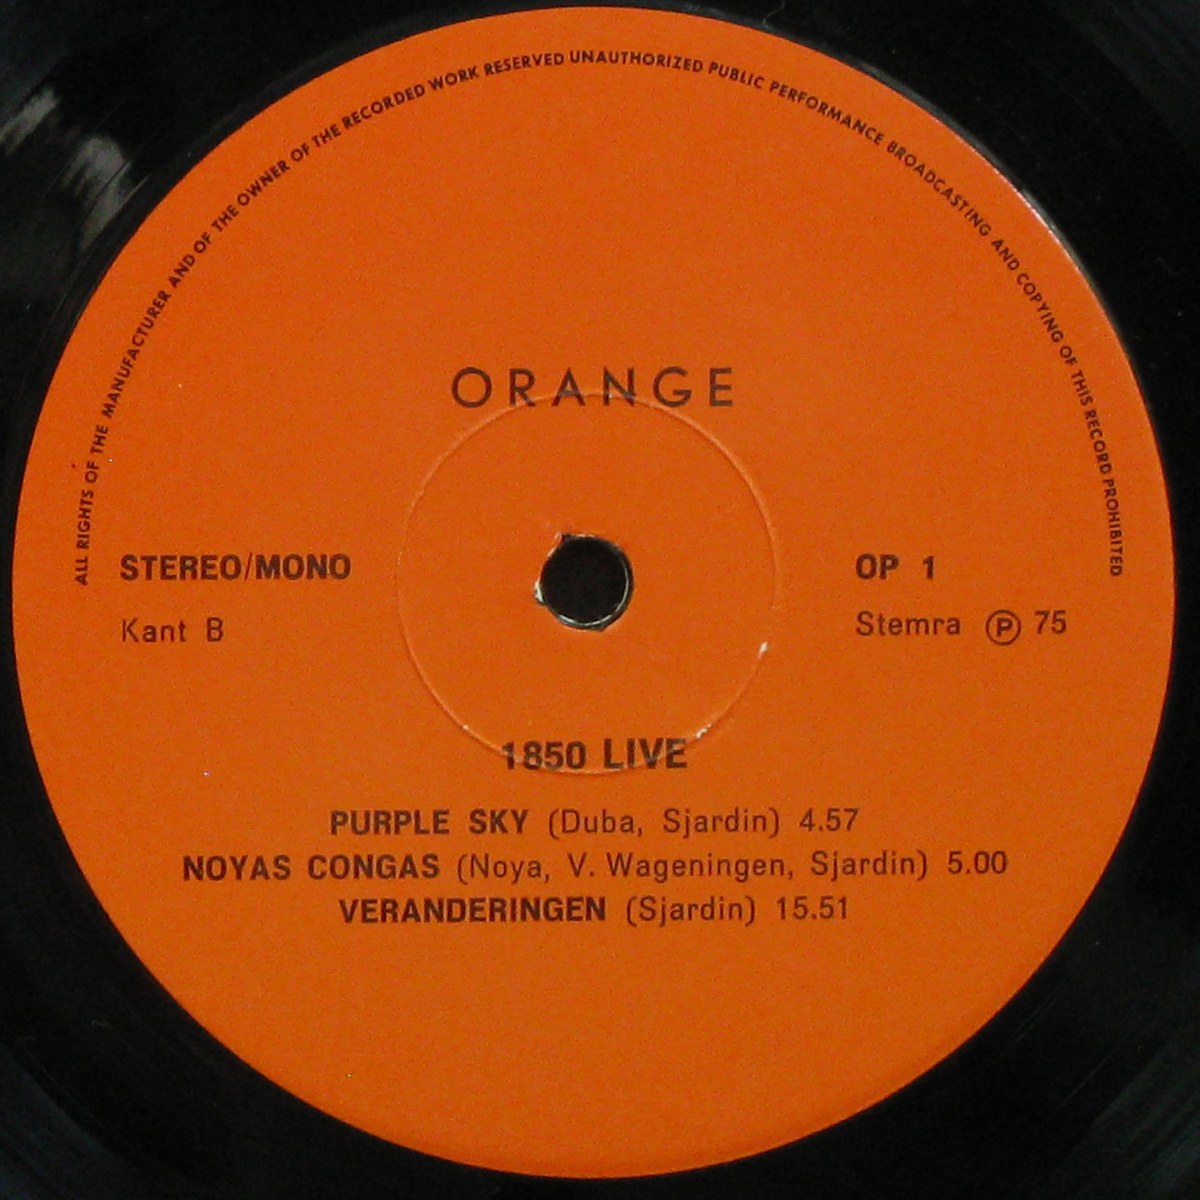 ALL RIGHTS OF THE MANUFACTURER AND OF THE OWNER OF THE RECORDED WORK RESERVED UNAUTHORIZED PUBLIC PERFORMANCE BROADCASTING AND COPYING OF THIS RECORD PROHIBITED
ORANGE
STEREO/MONO OP 1
Kant B Stemra Ⓟ 75
1850 LIVE
PURPLE SKY (Duba, Sjardin) 4.57
NOYAS CONGAS (Noya, V. Wageningen, Sjardin) 5.00
VERANDERINGEN (Sjardin) 15.51